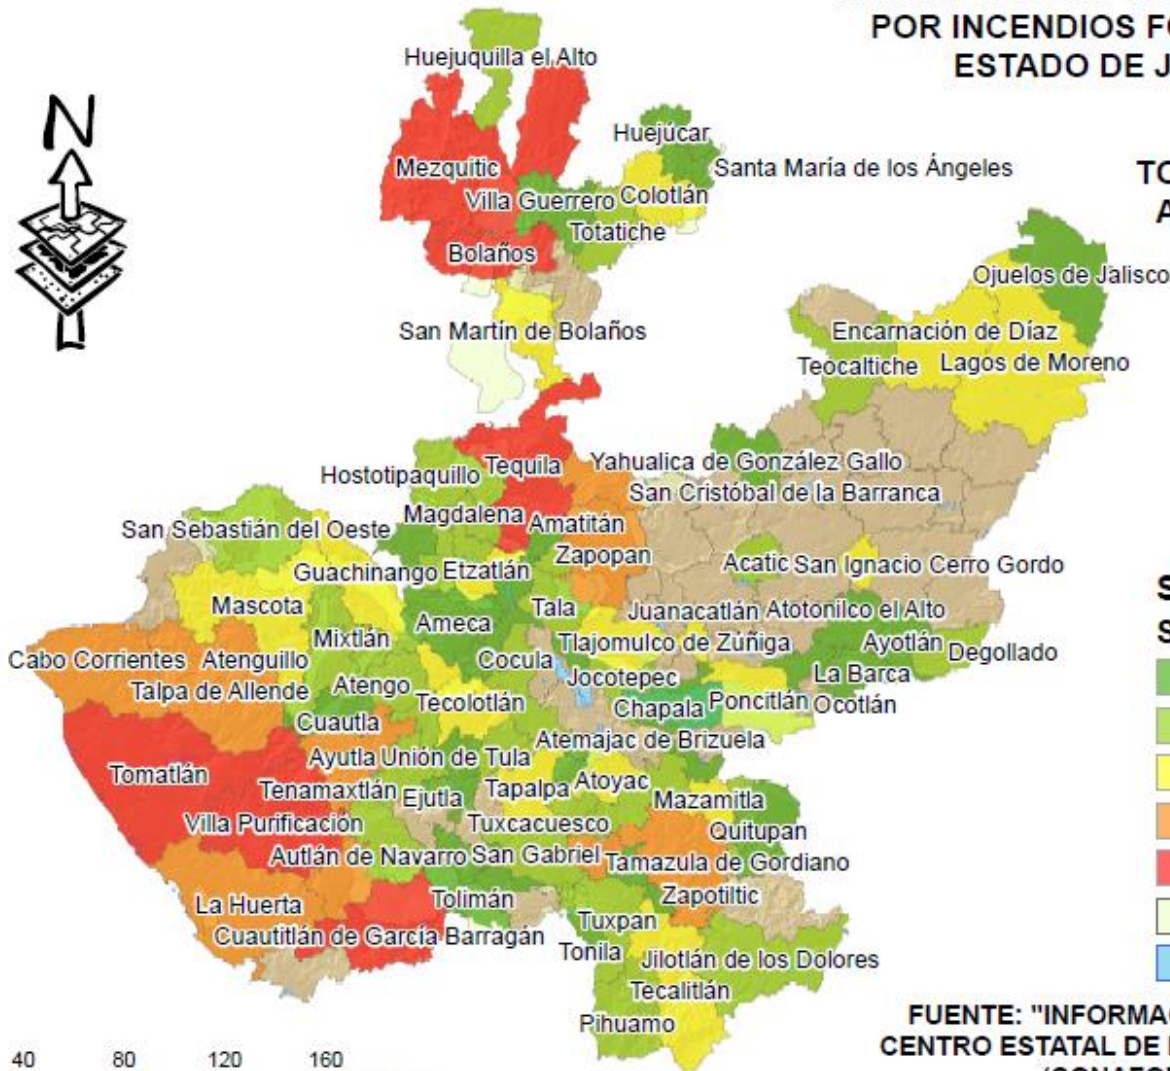 POR INCENDIOS FO
ESTADO DE J
N
TO
A
Huejuquilla el Alto
Huejúcar
Mezquitic
Santa María de los Ángeles
Villa Guerrero
Colotlán
Totatiche
Bolaños
Ojuelos de Jalisco
San Martín de Bolaños
Encarnación de Díaz
Teocaltiche
Lagos de Moreno
Hostotipaquillo
Tequila
Yahualica de González Gallo
San Cristóbal de la Barranca
Magdalena
Amatitán
San Sebastián del Oeste
Zapopan
Acatic
San Ignacio Cerro Gordo
Guachinango
Etzatlán
Mascota
Ameca
Tala
Juanacatlán
Atotonilco el Alto
Mixtlán
Tlajomulco de Zúñiga
Ayotlán
Degollado
Cabo Corrientes
Atenguillo
Cocula
Jocotepec
La Barca
Talpa de Allende
Atengo
Tecolotlán
Chapala
Poncitlán
Ocotlán
Cuautla
Atemajac de Brizuela
Ayutla
Unión de Tula
Tomatlán
Tenamaxtlán
Ejutla
Tapalpa
Atoyac
Mazamitla
Villa Purificación
Tuxcacuesco
Quitupan
Autlán de Navarro
San Gabriel
Tamazula de Gordiano
La Huerta
Tolimán
Zapotiltic
Cuautitlán de García Barragán
Tuxpan
Tonila
Jilotlán de los Dolores
Tecalitlán
Pihuamo
S
S
40 80 120 160
FUENTE: "INFORMA
CENTRO ESTATAL DE